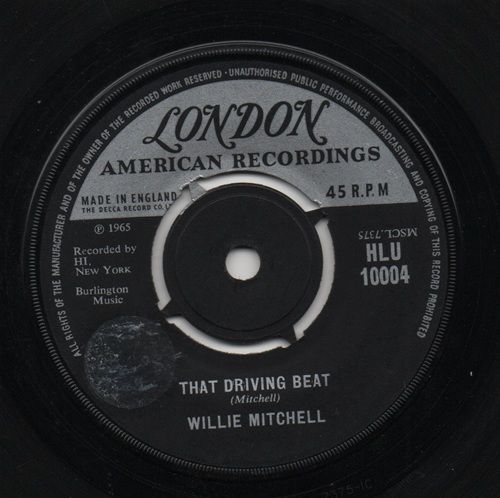 ALL RIGHTS OF THE MANUFACTURER AND OF THE OWNER OF THE RECORDED WORK RESERVED · UNAUTHORISED PUBLIC PERFORMANCE BROADCASTING AND COPYING OF THIS RECORD PROHIBITED
LONDON
AMERICAN RECORDINGS
MADE IN ENGLAND
THE DECCA RECORD CO.
45 R.P.M
℗ 1965
Recorded by
HI,
NEW YORK
Burlington
Music
MSCL.7375
HLU
10004
THAT DRIVING BEAT
(Mitchell)
WILLIE MITCHELL